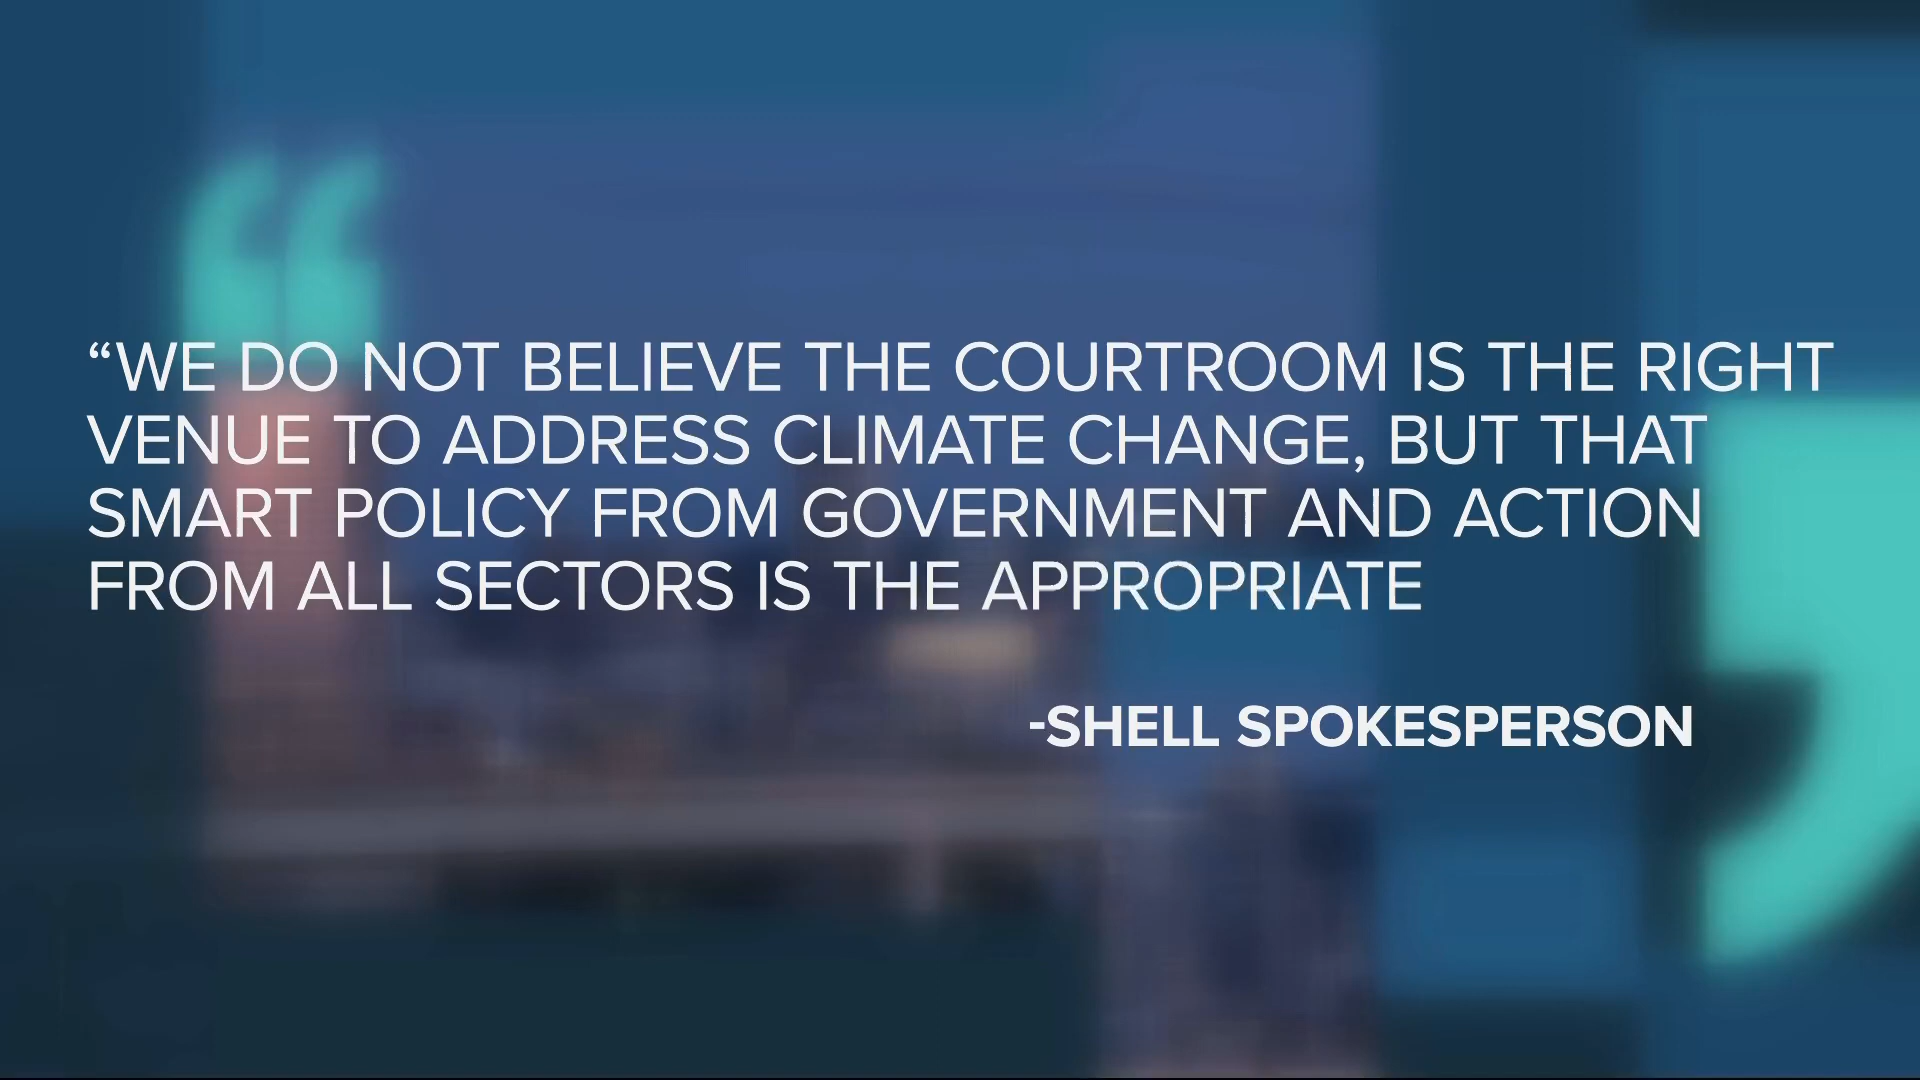 “WE DO NOT BELIEVE THE COURTROOM IS THE RIGHT
VENUE TO ADDRESS CLIMATE CHANGE, BUT THAT
SMART POLICY FROM GOVERNMENT AND ACTION
FROM ALL SECTORS IS THE APPROPRIATE
-SHELL SPOKESPERSON